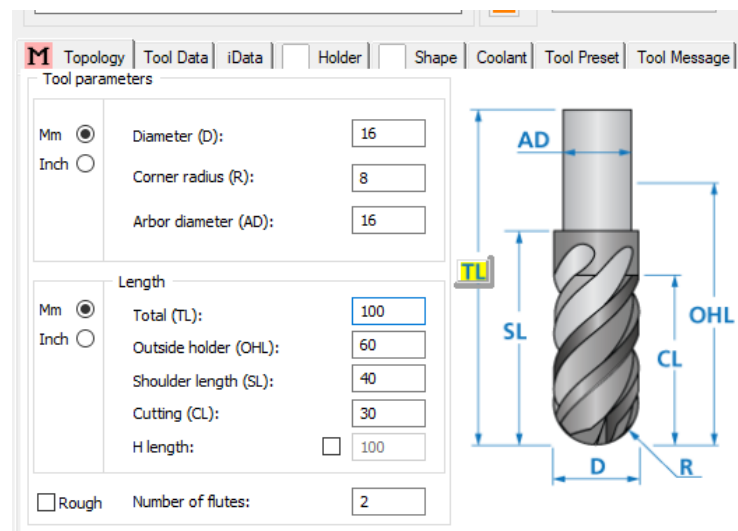 M Topology Tool Data iData Holder Shape Coolant Tool Preset Tool Message
Tool parameters
Mm
Inch
Diameter (D): 16
Corner radius (R): 8
Arbor diameter (AD): 16
Length
Mm
Inch
Total (TL): 100
Outside holder (OHL): 60
Shoulder length (SL): 40
Cutting (CL): 30
H length: 100
Rough Number of flutes: 2
AD
TL
SL
OHL
CL
D
R